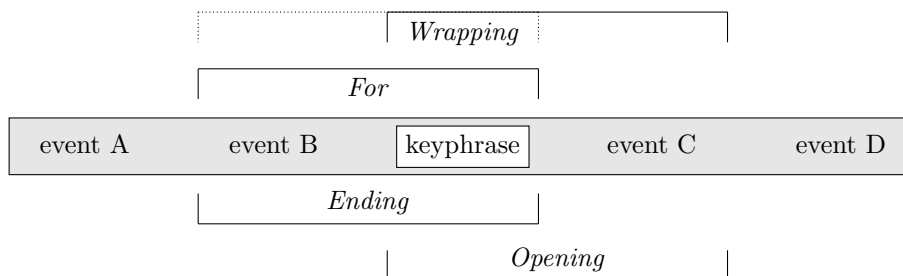 Wrapping
For
event A event B keyphrase event C event D
Ending
Opening